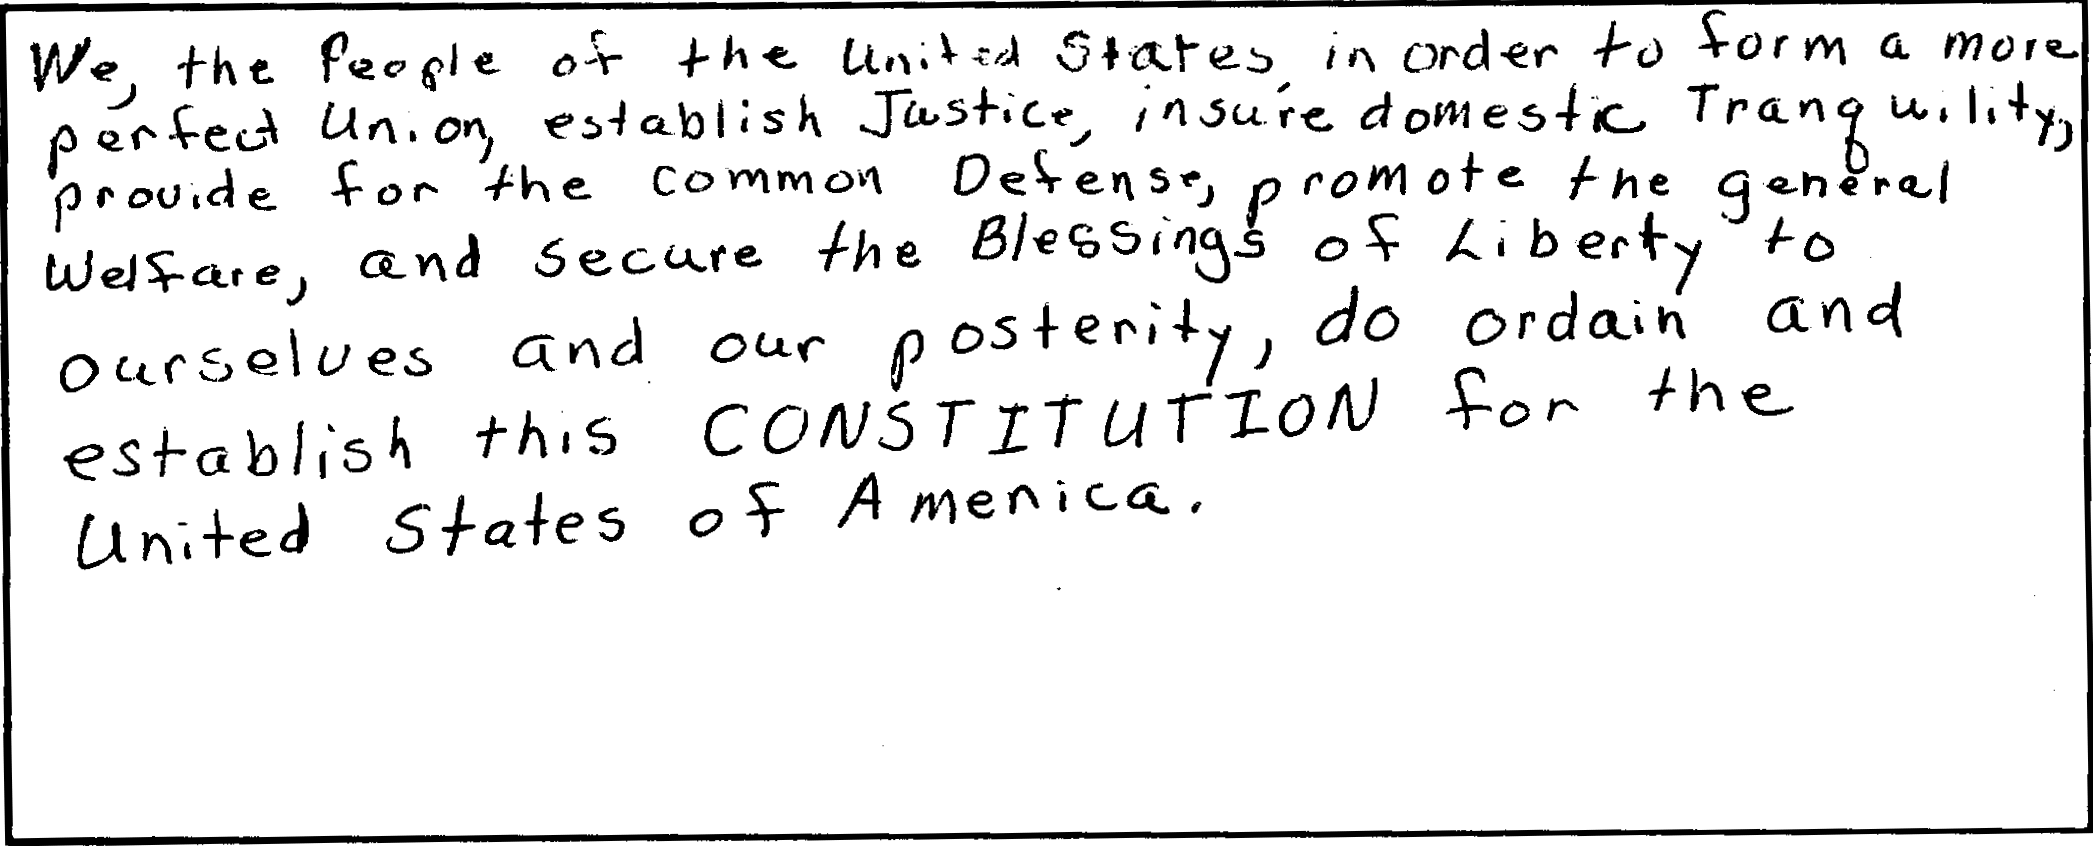 We, the People of the United States, in order to form a more
perfect Union, establish Justice, insure domestic Tranquility,
provide for the common Defense, promote the general
Welfare, and secure the Blessings of Liberty to
ourselves and our posterity, do ordain and
establish this CONSTITUTION for the
United States of America.